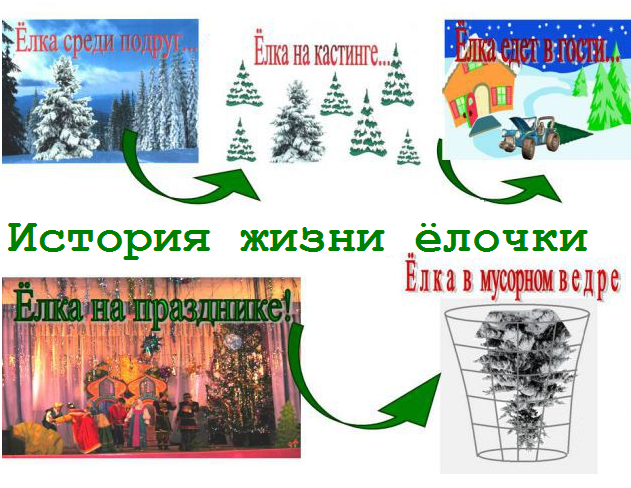 Ёлка среди подруг...
Ёлка на кастинге...
Ёлка едет в гости...
История жизни ёлочки
Ёлка на празднике!
Ёлка в мусорном ведре